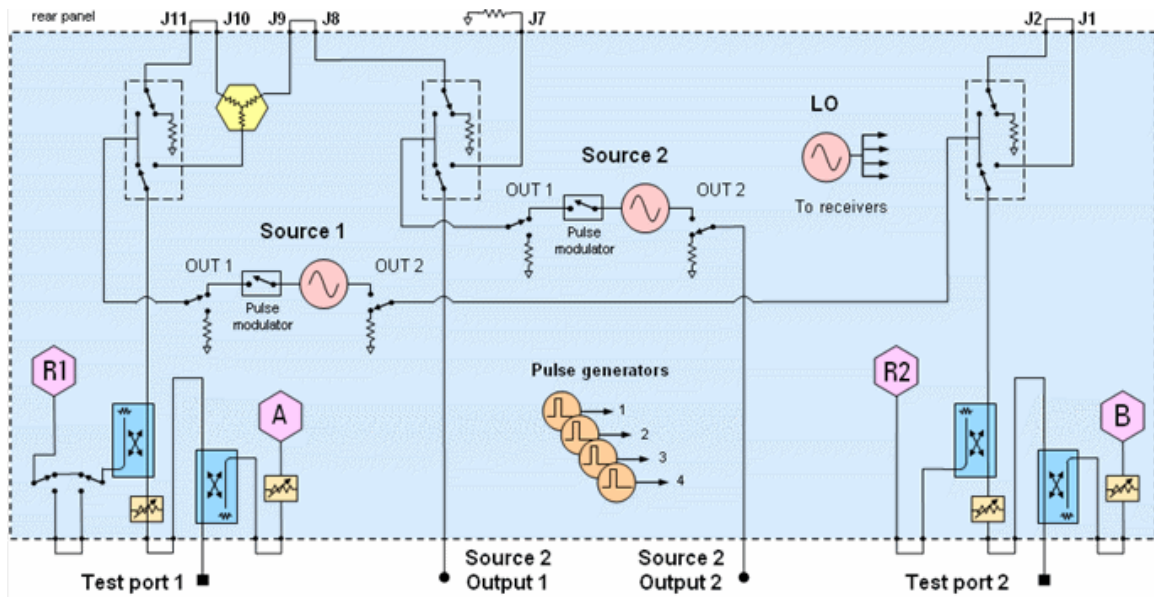 rear panel
J11
J10
J9
J8
J7
J2
J1
LO
To receivers
Source 2
OUT 1
OUT 2
Pulse
modulator
Source 1
OUT 1
OUT 2
Pulse
modulator
R1
A
Pulse generators
1
2
3
4
R2
B
Test port 1
Source 2
Output 1
Source 2
Output 2
Test port 2